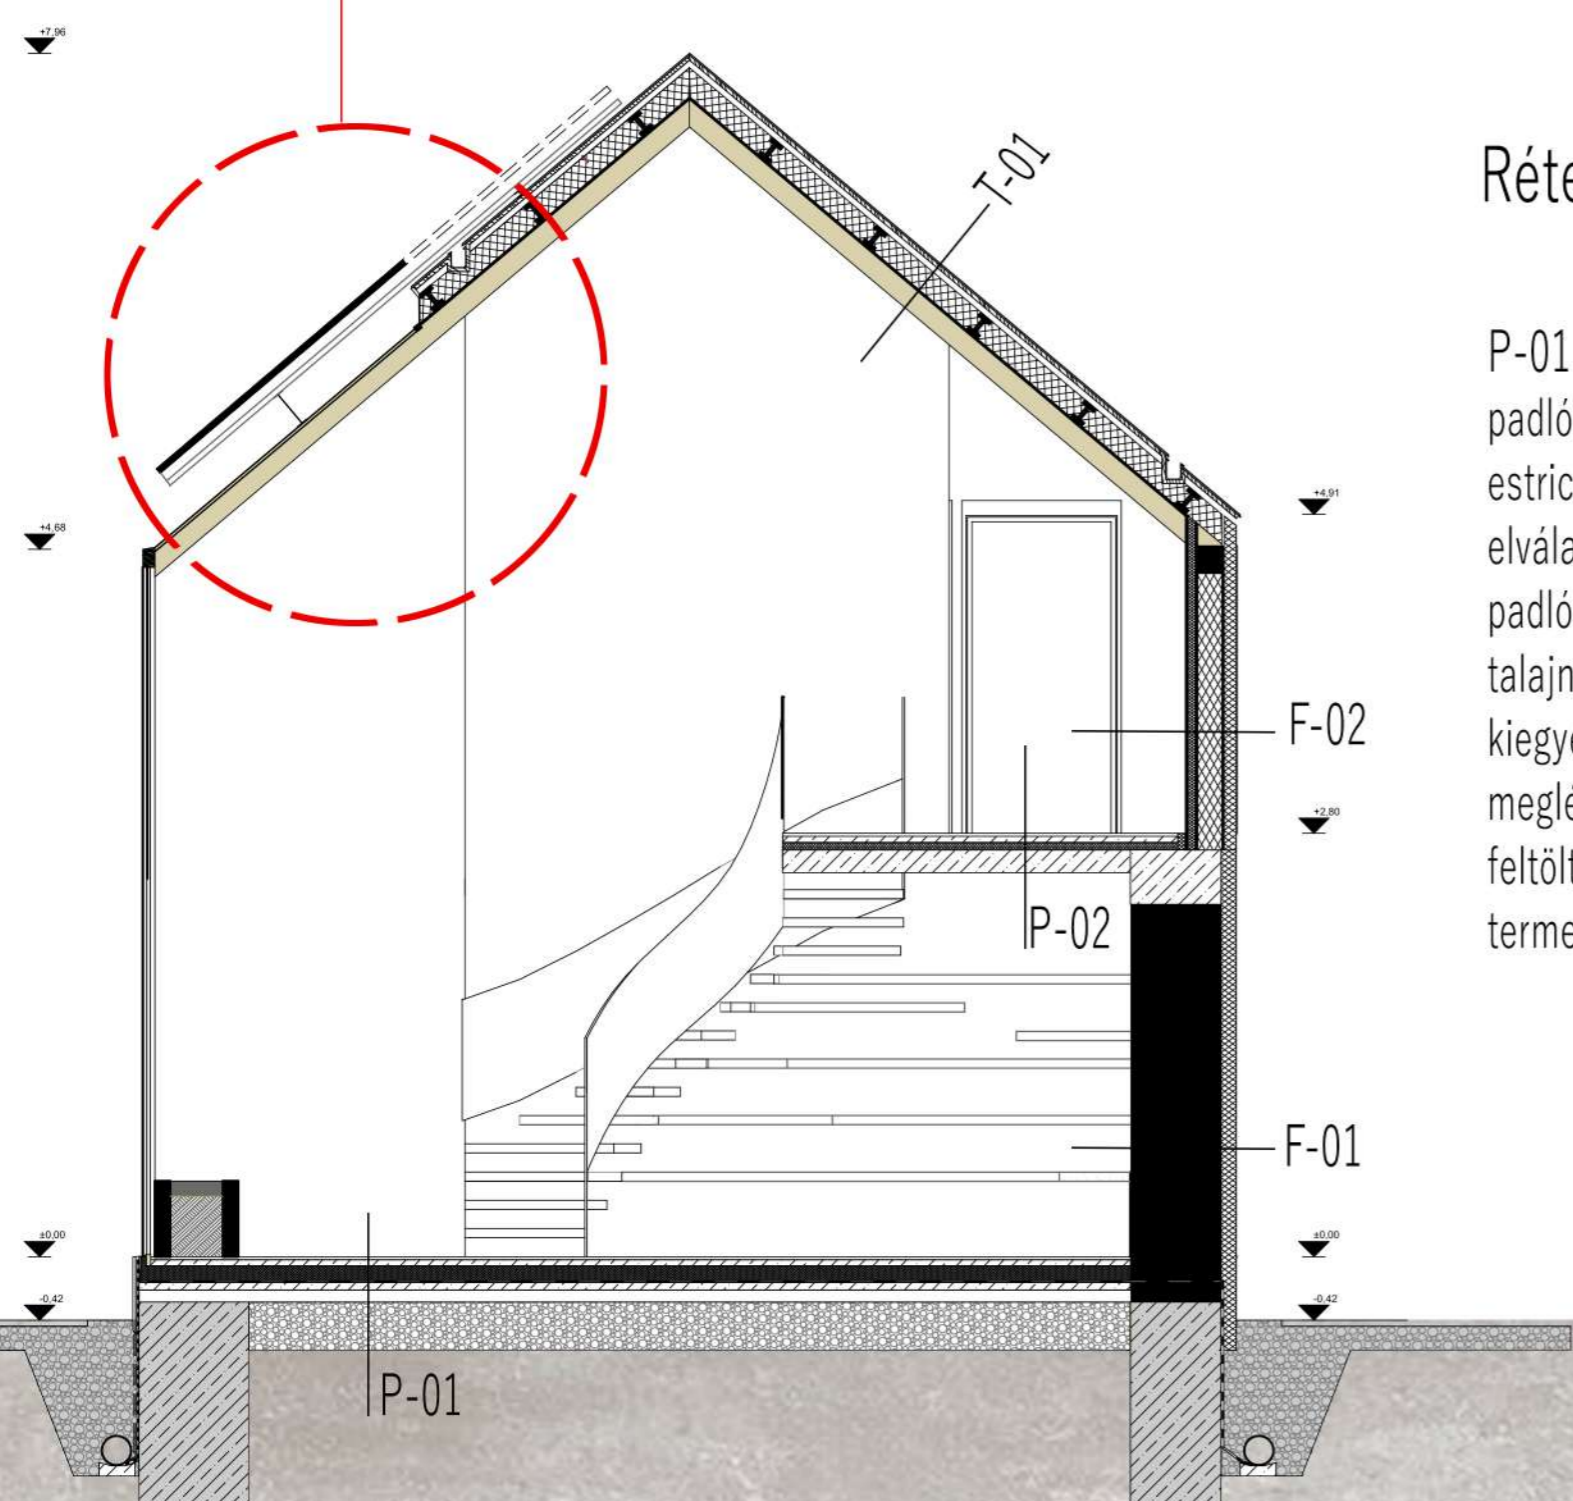 +7,96
T-01
Réte
P-01
padló
estric
+4,68
+4,91
elvála
padló
talajn
F-02
kiegye
+2,80
meglé
feltölt
P-02
terme
F-01
±0,00
±0,00
-0,42
-0,42
P-01